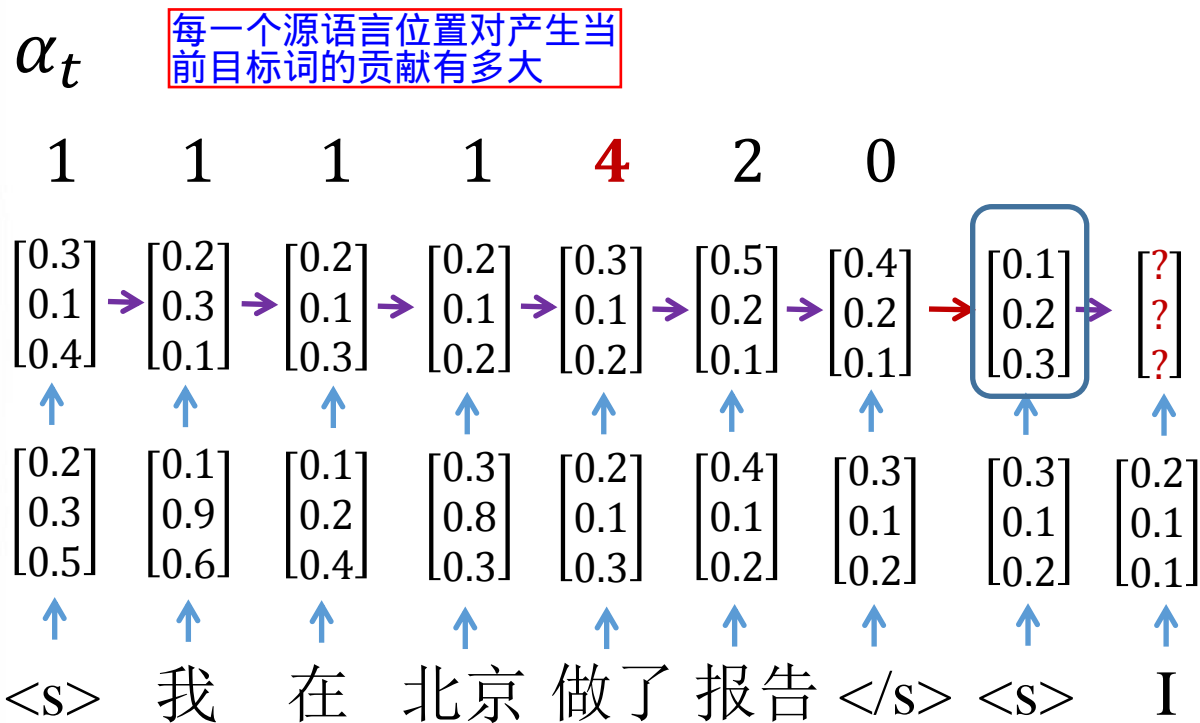 α_t
每一个源语言位置对产生当
前目标词的贡献有多大
1 1 1 1 4 2 0
[0.3 [0.2 [0.2 [0.2 [0.3 [0.5 [0.4 [0.1 [?
0.1 0.3 0.1 0.1 0.1 0.2 0.2 0.2 ?
0.4] 0.1] 0.3] 0.2] 0.2] 0.1] 0.1] 0.3] ?]
[0.2 [0.1 [0.1 [0.3 [0.2 [0.4 [0.3 [0.3 [0.2
0.3 0.9 0.2 0.8 0.1 0.1 0.1 0.1 0.1
0.5] 0.6] 0.4] 0.3] 0.3] 0.2] 0.2] 0.2] 0.1]
<s> 我 在 北京 做了 报告 </s> <s> I